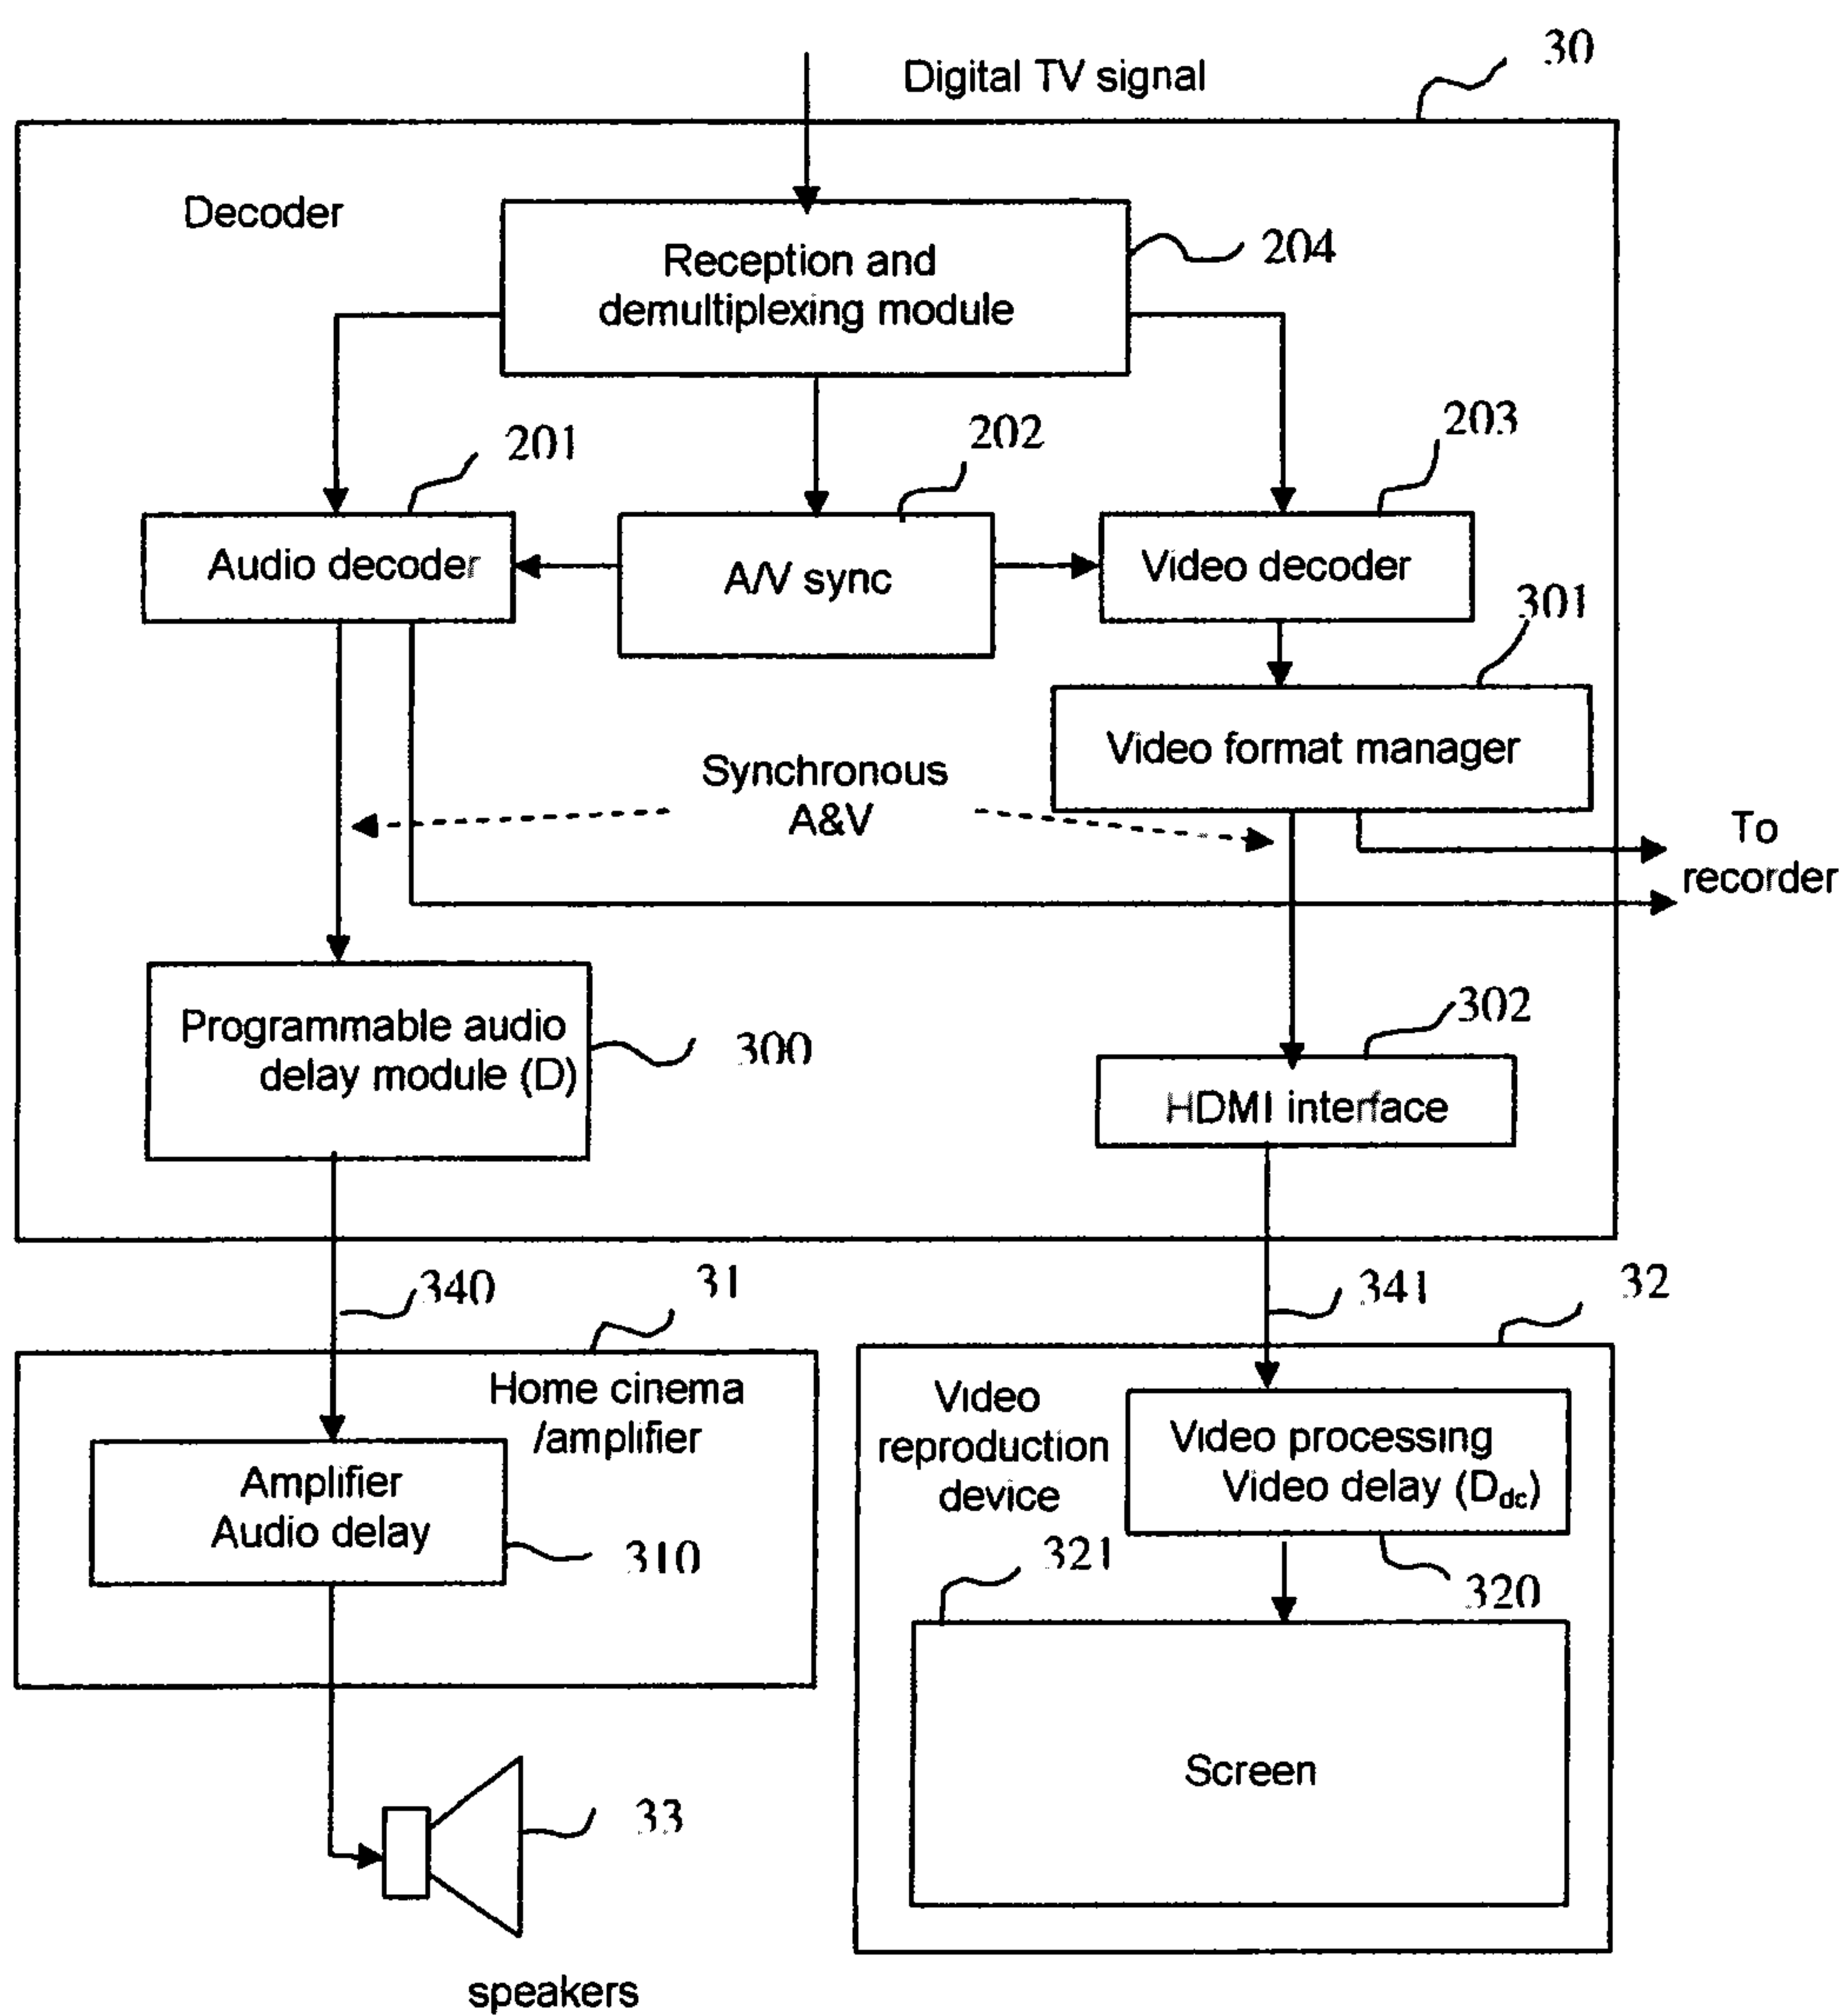 30
Digital TV signal
Decoder
Reception and
demultiplexing module
204
201
202
203
Audio decoder
A/V sync
Video decoder
301
Video format manager
Synchronous
A&V
To
recorder
Programmable audio
delay module (D)
300
302
HDMI interface
340
31
341
32
Home cinema
/amplifier
Amplifier
Audio delay
310
Video
reproduction
device
Video processing
Video delay (Ddc)
321
320
Screen
33
speakers